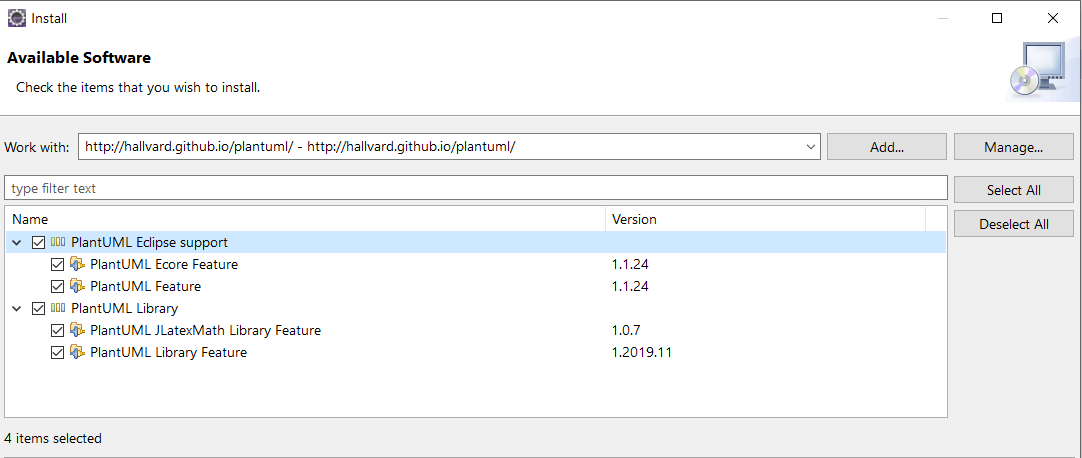 Install
Available Software
Check the items that you wish to install.
Work with: http://hallvard.github.io/plantuml/ - http://hallvard.github.io/plantuml/ Add... Manage...
type filter text Select All
Name Version Deselect All
PlantUML Eclipse support
PlantUML Ecore Feature 1.1.24
PlantUML Feature 1.1.24
PlantUML Library
PlantUML JLatexMath Library Feature 1.0.7
PlantUML Library Feature 1.2019.11
4 items selected